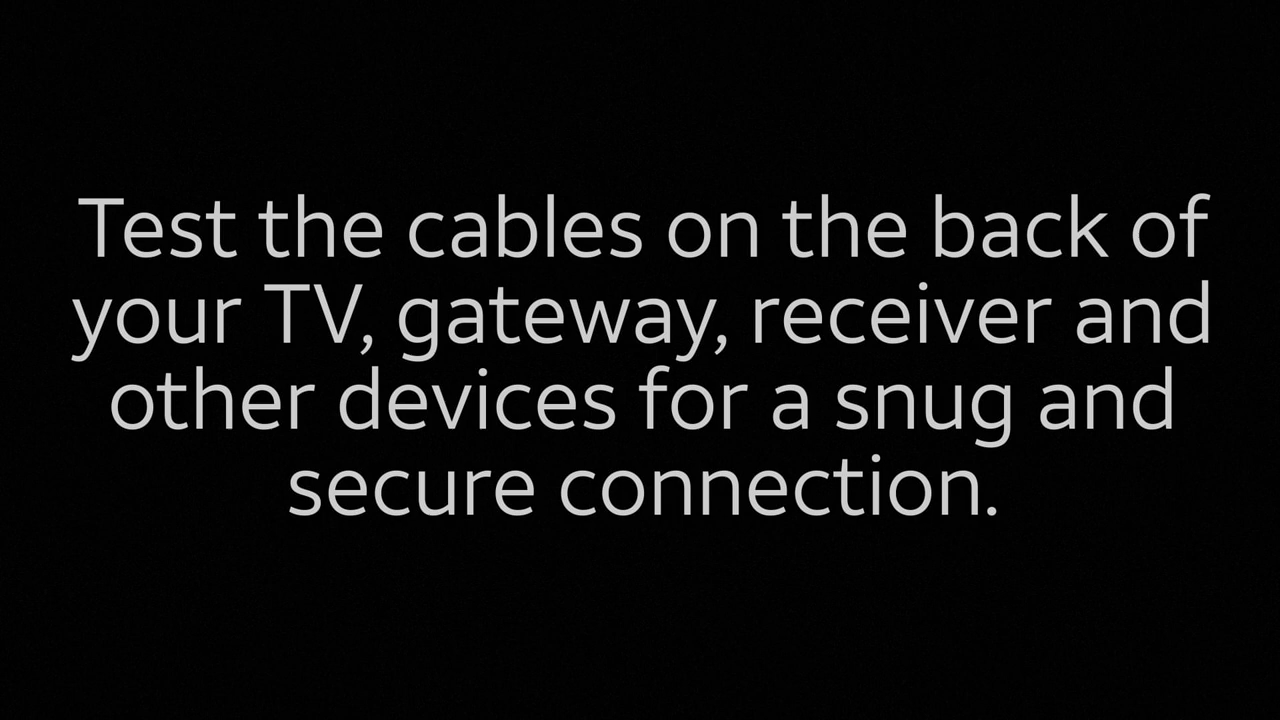 Test the cables on the back of
your TV, gateway, receiver and
other devices for a snug and
secure connection.